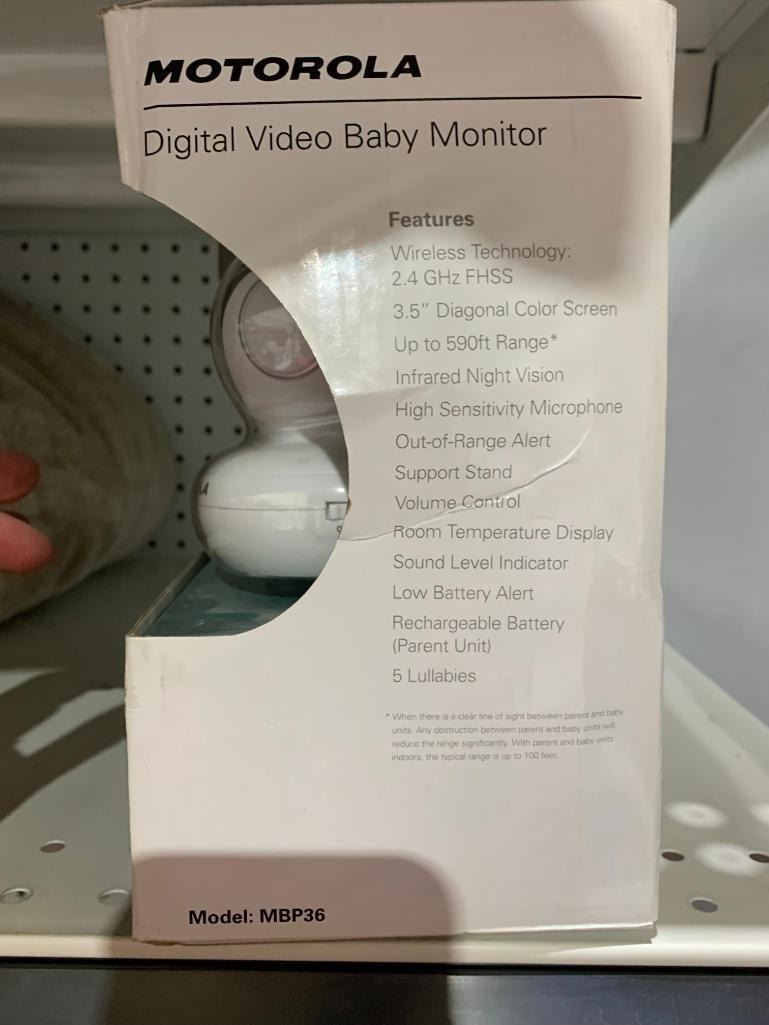 MOTOROLA
Digital Video Baby Monitor
Features
Wireless Technology:
2.4 GHz FHSS
3.5" Diagonal Color Screen
Up to 590ft Range*
Infrared Night Vision
High Sensitivity Microphone
Out-of-Range Alert
Support Stand
Volume Control
Room Temperature Display
Sound Level Indicator
Low Battery Alert
Rechargeable Battery
(Parent Unit)
5 Lullabies
* When there is a clear line of sight between parent and baby
units. Any obstruction between parent and baby units will
reduce the range significantly. With parent and baby units
indoors, the typical range is up to 100 feet.
Model: MBP36